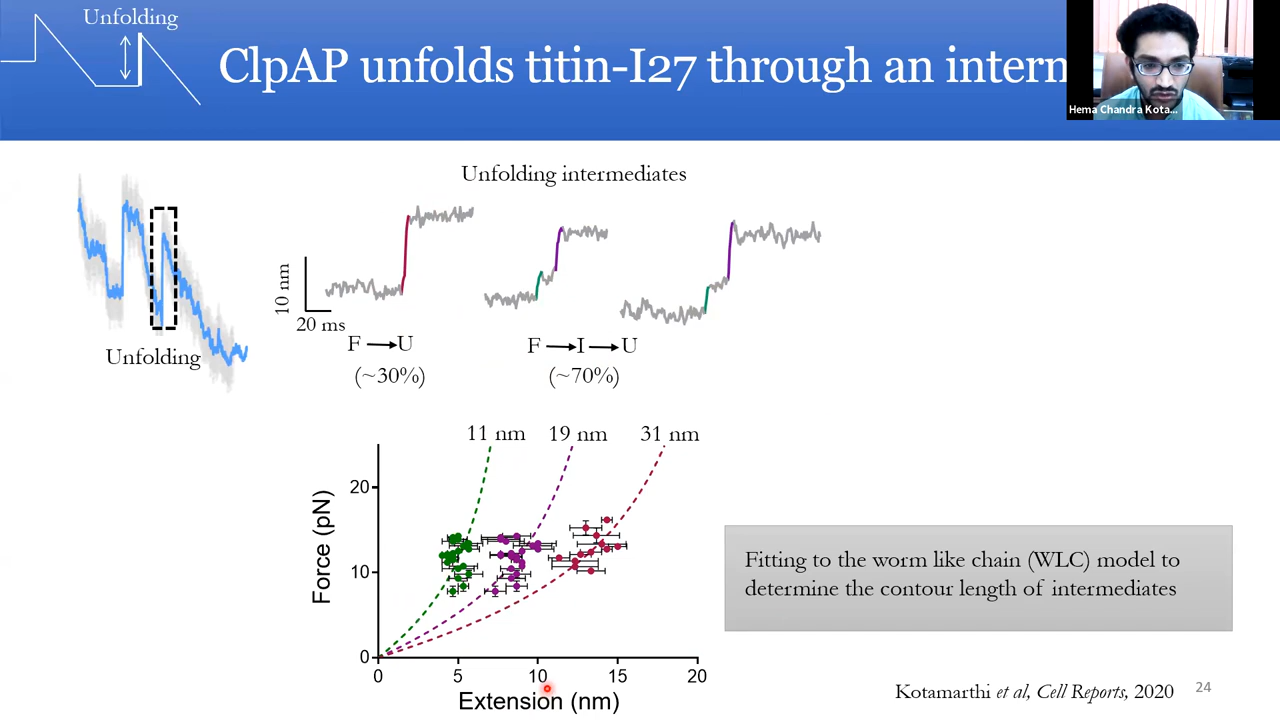 Unfolding
ClpAP unfolds titin-I27 through an interm
Hema Chandra Kota...
Unfolding intermediates
10 nm
20 ms
Unfolding
F → U
(~30%)
F → I → U
(~70%)
11 nm 19 nm 31 nm
Force (pN)
20
10
0
0 5 10 15 20
Extension (nm)
Fitting to the worm like chain (WLC) model to
determine the contour length of intermediates
Kotamarthi et al, Cell Reports, 2020
24